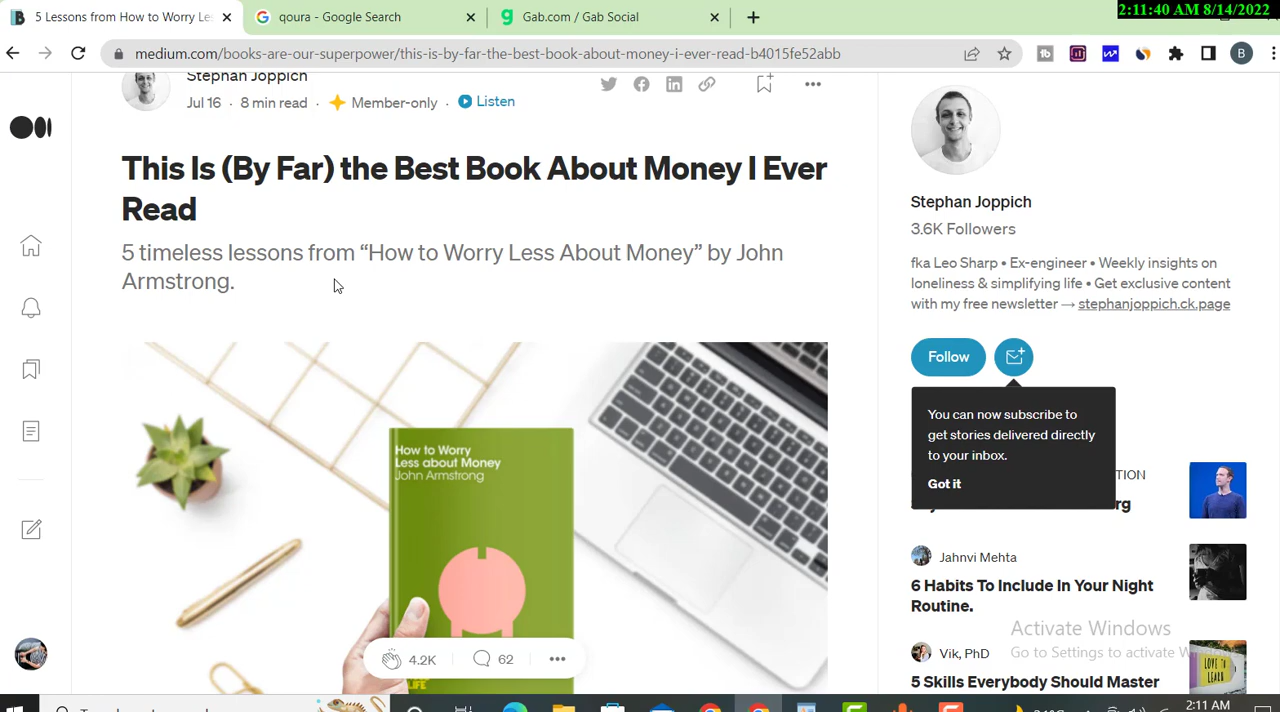 2:11:40 AM 8/14/2022
5 Lessons from How to Worry Le
qoura - Google Search
Gab.com / Gab Social
medium.com/books-are-our-superpower/this-is-by-far-the-best-book-about-money-i-ever-read-b4015fe52abb
B
Stephan Joppich
Jul 16 · 8 min read · Member-only · Listen
This Is (By Far) the Best Book About Money I Ever
Read
5 timeless lessons from “How to Worry Less About Money” by John
Armstrong.
How to Worry
Less about Money
John Armstrong
LIFE
4.2K
62
Stephan Joppich
3.6K Followers
fka Leo Sharp • Ex-engineer • Weekly insights on
loneliness & simplifying life • Get exclusive content
with my free newsletter → stephanjoppich.ck.page
Follow
You can now subscribe to
get stories delivered directly
to your inbox.
Got it
Jahnvi Mehta
6 Habits To Include In Your Night
Routine.
Vik, PhD
5 Skills Everybody Should Master
LOVE TO
LEARN
Activate Windows
Go to Settings to activate W
2:11 AM